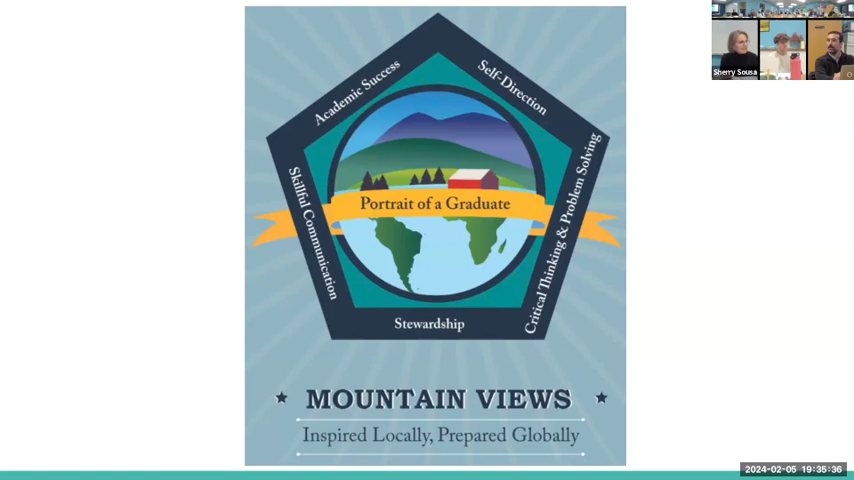 Academic Success
Self-Direction
Skillful Communication
Critical Thinking & Problem Solving
Portrait of a Graduate
Stewardship
MOUNTAIN VIEWS
Inspired Locally, Prepared Globally
Sherry Sousa
2024-02-05 19:35:36